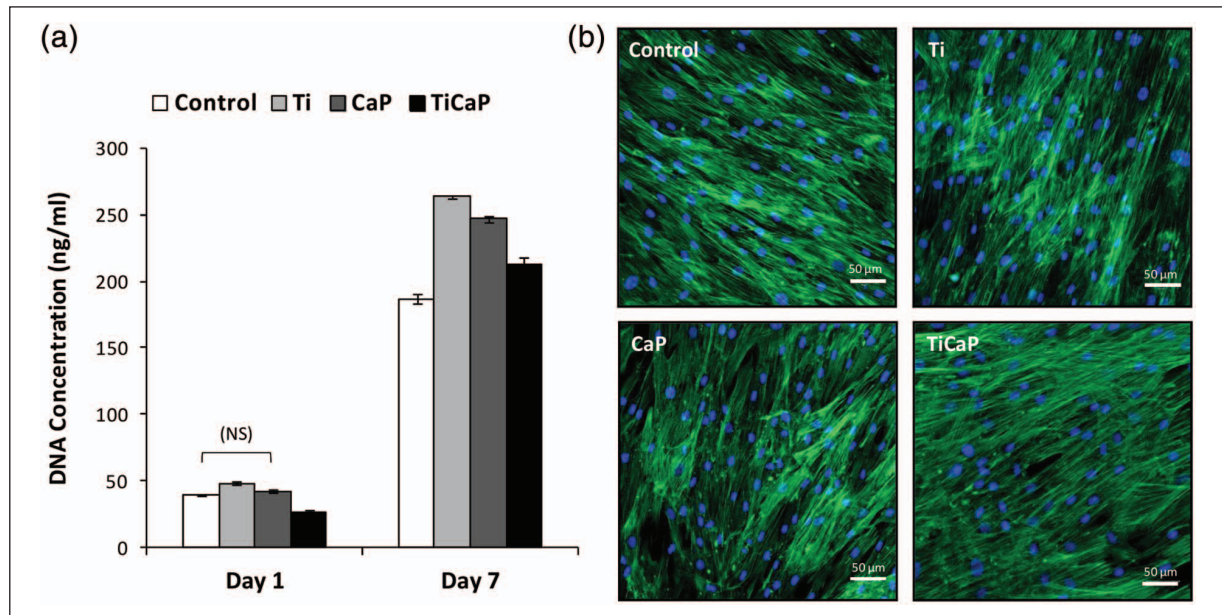 (a)
Control Ti CaP TiCaP
DNA Concentration (ng/ml)
300
250
200
150
100
50
0
(NS)
Day 1 Day 7
(b)
Control
50 µm
Ti
50 µm
CaP
50 µm
TiCaP
50 µm